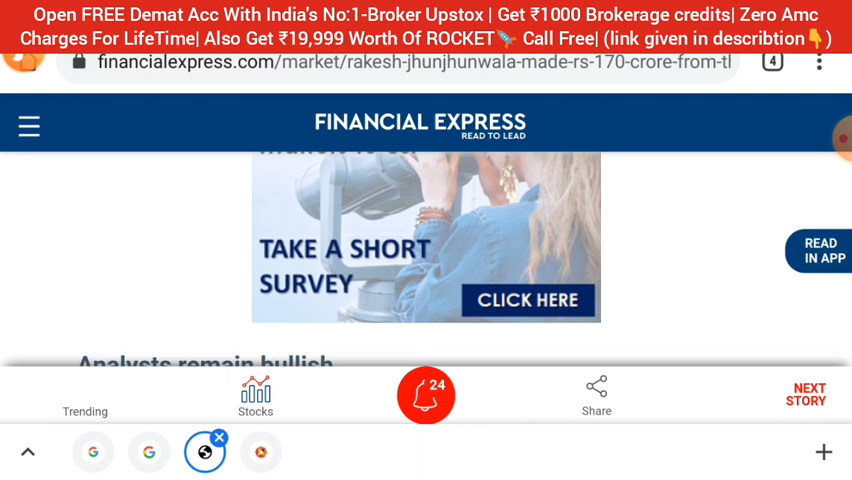 Open FREE Demat Acc With India's No:1-Broker Upstox | Get ₹1000 Brokerage credits| Zero Amc
Charges For LifeTime| Also Get ₹19,999 Worth Of ROCKET🚀 Call Free| (link given in describtion👇)
financialexpress.com/market/rakesh-jhunjhunwala-made-rs-170-crore-from-tl
4
FINANCIAL EXPRESS
READ TO LEAD
TAKE A SHORT
SURVEY
CLICK HERE
READ
IN APP
Analysts remain bullish
24
Trending
Stocks
Share
NEXT
STORY